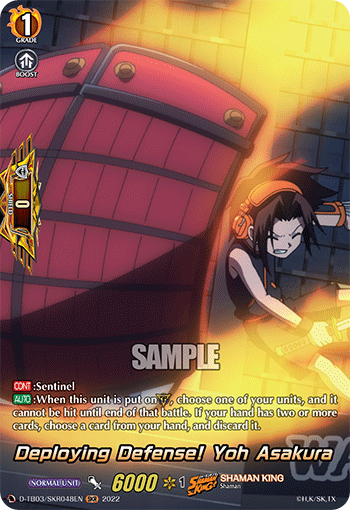 1
GRADE
BOOST
SHIELD
0
SAMPLE
CONT:Sentinel
AUTO:When this unit is put on , choose one of your units, and it
cannot be hit until end of that battle. If your hand has two or more
cards, choose a card from your hand, and discard it.
WA
Deploying Defense! Yoh Asakura
NORMAL UNIT 6000 1 SHAMAN KING! SHAMAN KING
Shaman
D-TB03/SKR048EN 2022 ©H,K/SK,TX